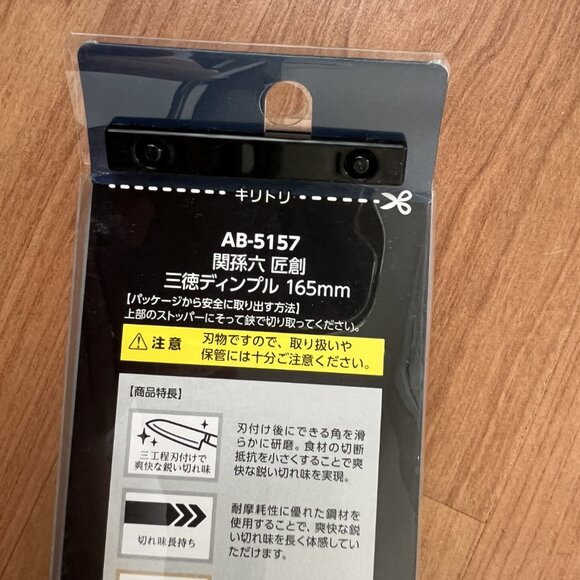 キリトリ
AB-5157
関孫六 匠創
三徳ディンプル 165mm
【パッケージから安全に取り出す方法】
上部のストッパーにそって鋏で切り取ってください。
注意
刃物ですので、取り扱いや
保管には十分ご注意ください。
【商品特長】
三工程刃付けで
爽快な鋭い切れ味
刃付け後にできる角を滑
らかに研磨。食材の切断
抵抗を小さくすることで爽
快な鋭い切れ味を実現。
切れ味長持ち
耐摩耗性に優れた鋼材を
使用することで、爽快な鋭
い切れ味を長く体感してい
ただけます。